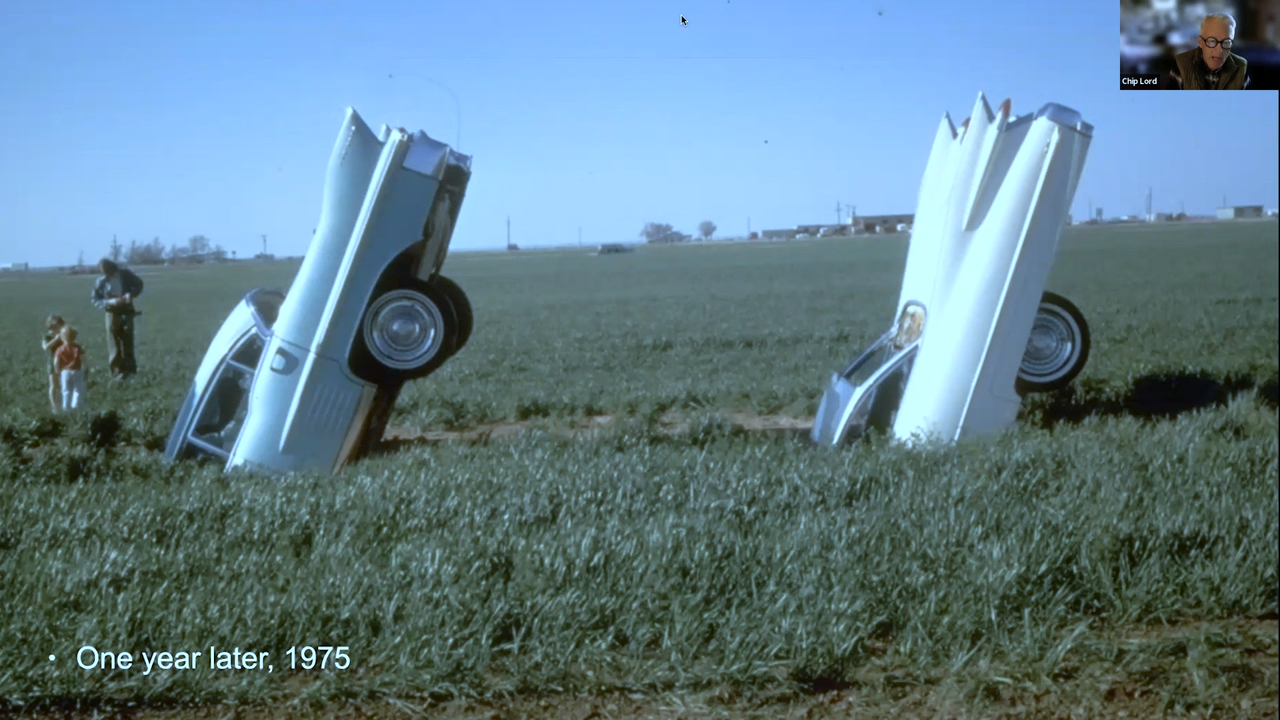 Chip Lord
• One year later, 1975